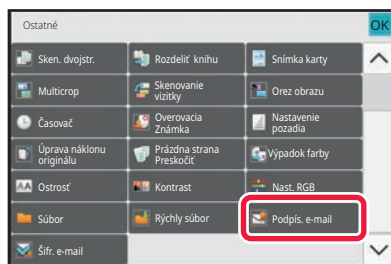 Ostatné
OK
Sken. dvojstr.
Rozdeliť knihu
Snímka karty
Multicrop
Skenovanie
vizitky
Orez obrazu
Časovač
Overovacia
Známka
Nastavenie
pozadia
Úprava náklonu
originálu
Prázdna strana
Preskočiť
Výpadok farby
AA Ostrosť
Kontrast
Nast. RGB
Súbor
Rýchly súbor
Podpís. e-mail
Šifr. e-mail